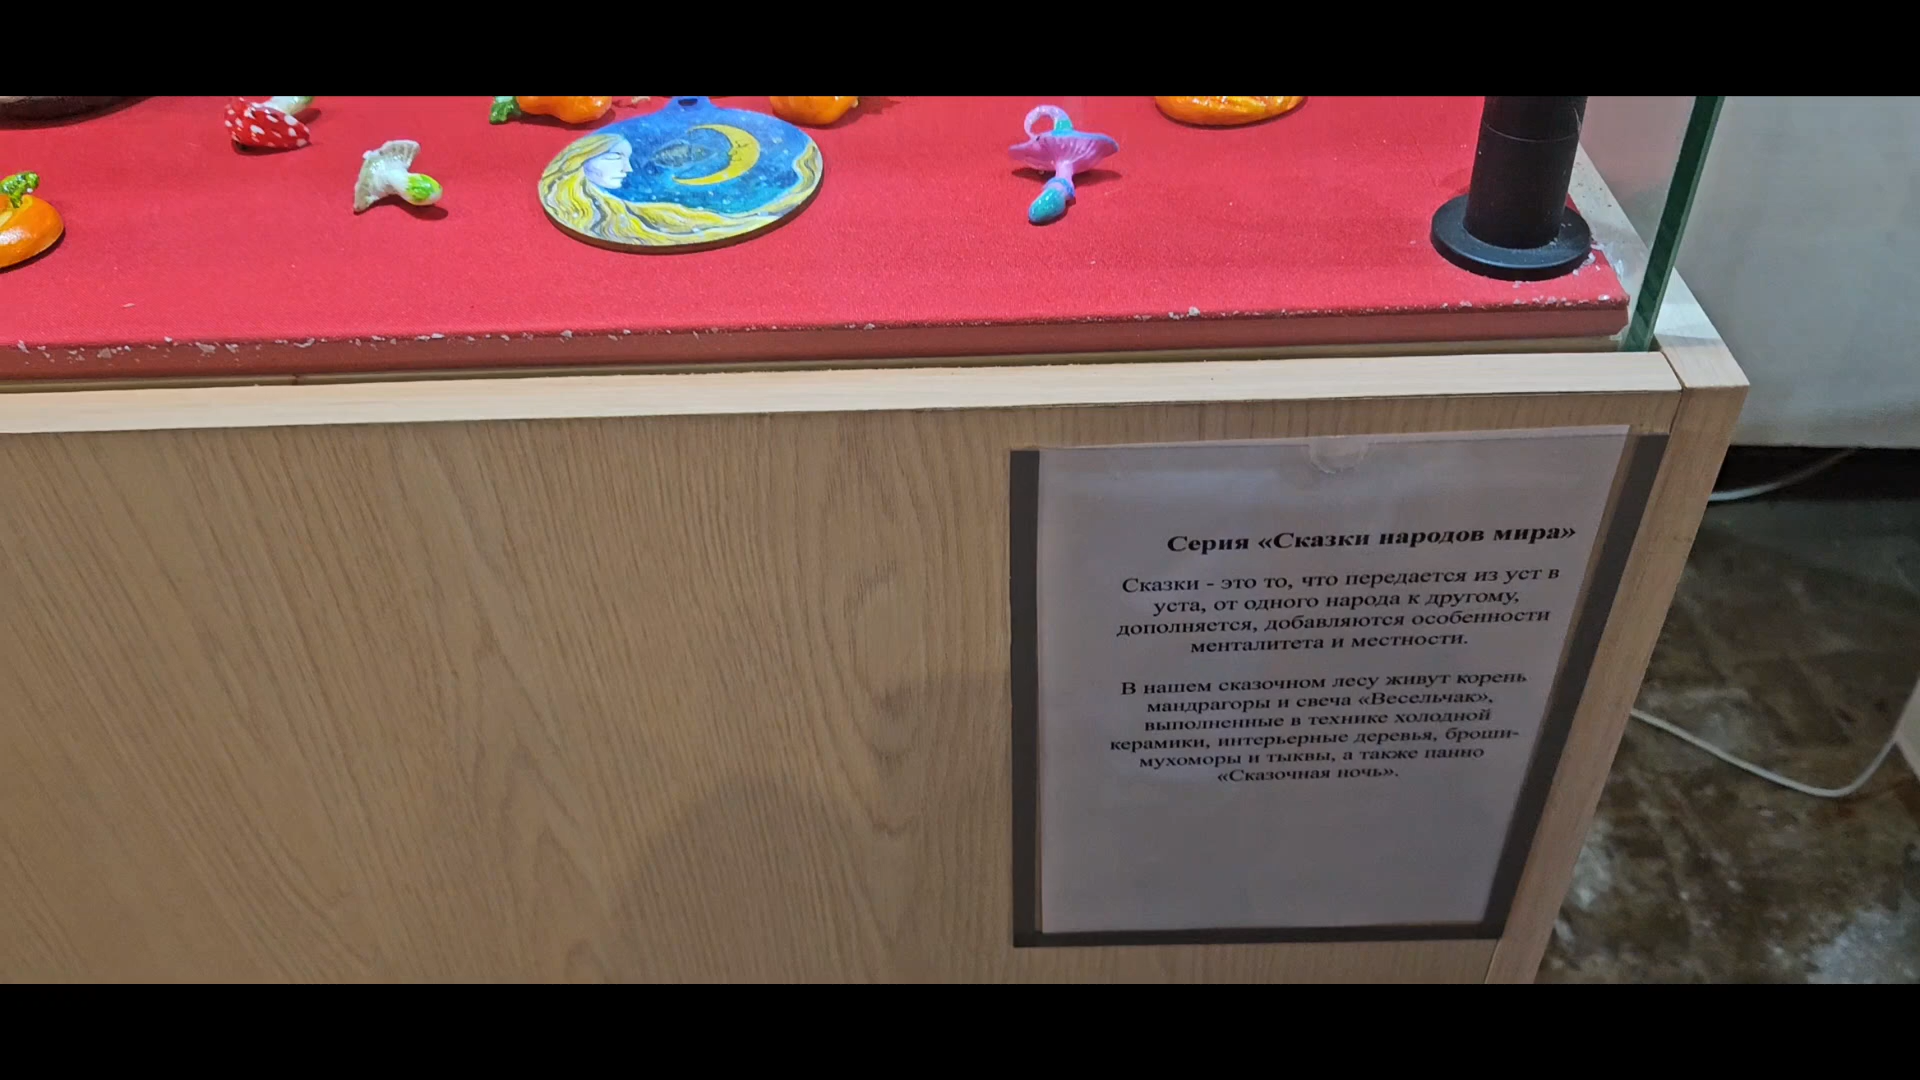 Серия «Сказки народов мира»
Сказки - это то, что передается из уст в
уста, от одного народа к другому,
дополняется, добавляются особенности
менталитета и местности.
В нашем сказочном лесу живут корень
мандрагоры и свеча «Весельчак»,
выполненные в технике холодной
керамики, интерьерные деревья, броши-
мухоморы и тыквы, а также панно
«Сказочная ночь».